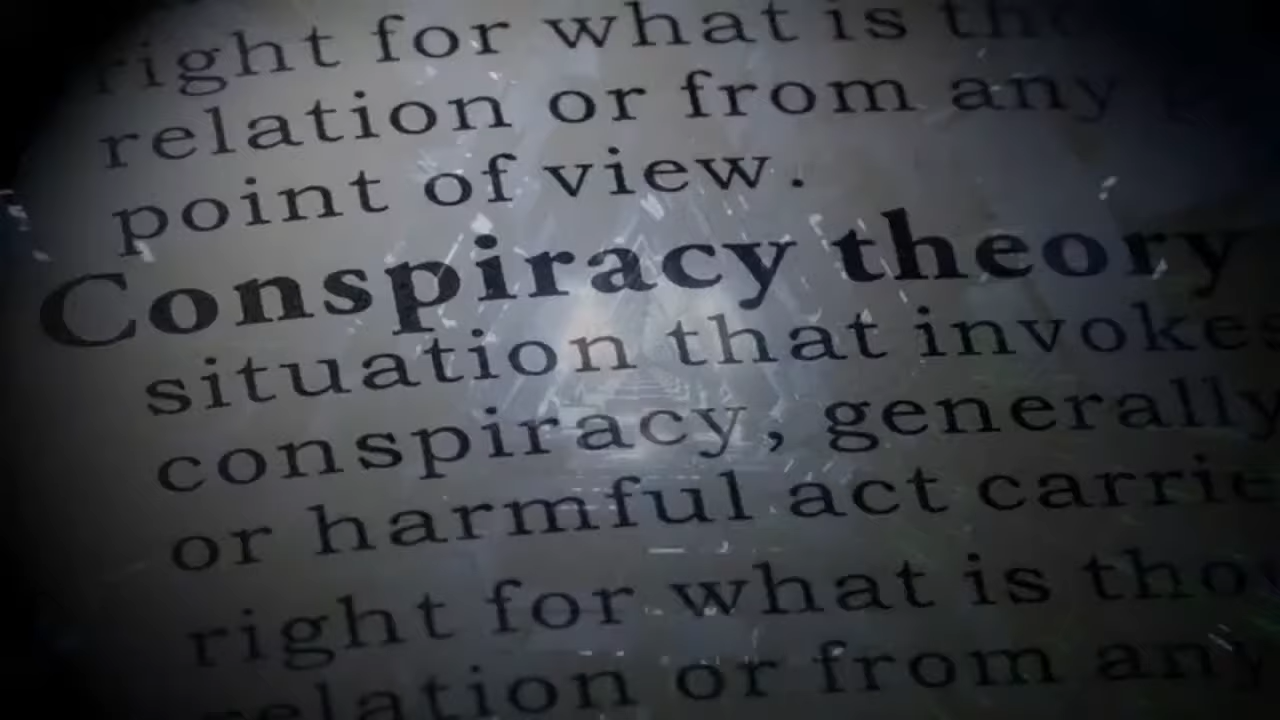 right for what is tho
relation or from any
point of view.
Conspiracy theory
situation that invokes
conspiracy, generally
or harmful act carrie
right for what is tho
relation or from any